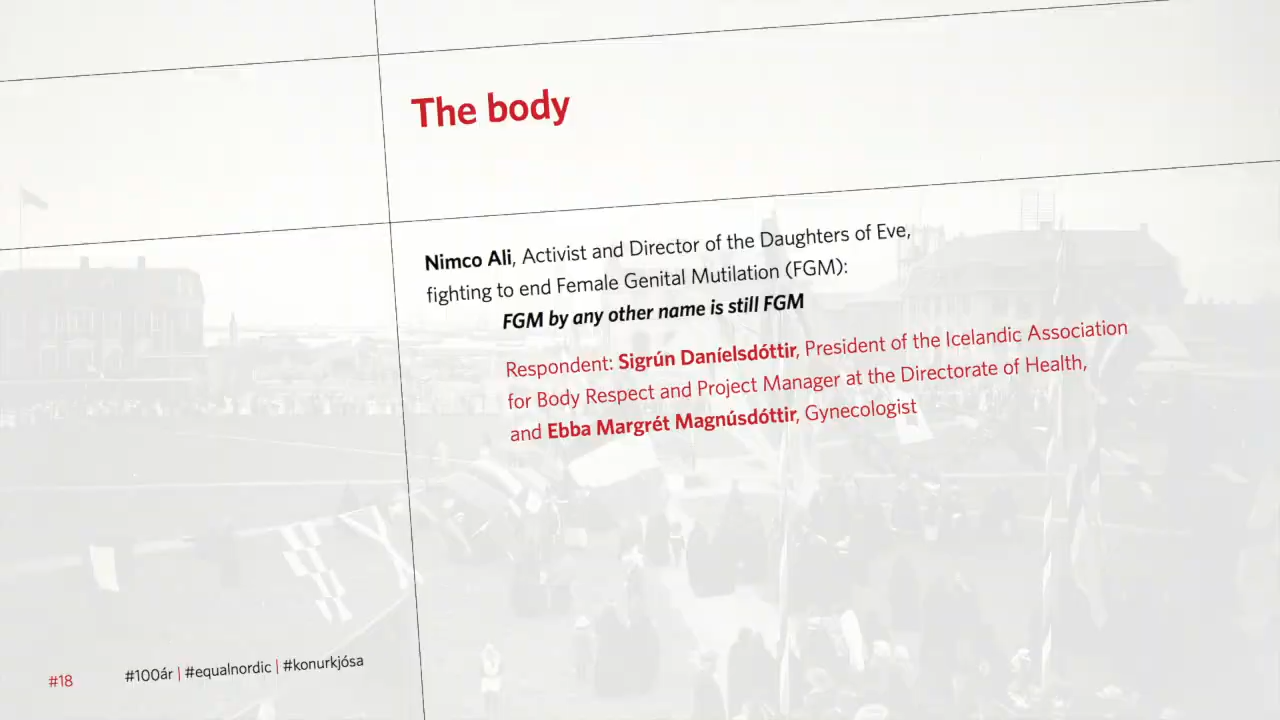 The body
Nimco Ali, Activist and Director of the Daughters of Eve,
fighting to end Female Genital Mutilation (FGM):
FGM by any other name is still FGM
Respondent: Sigrún Daníelsdóttir, President of the Icelandic Association
for Body Respect and Project Manager at the Directorate of Health,
and Ebba Margrét Magnúsdóttir, Gynecologist
#18 #100ár | #equalnordic | #konurkjósa